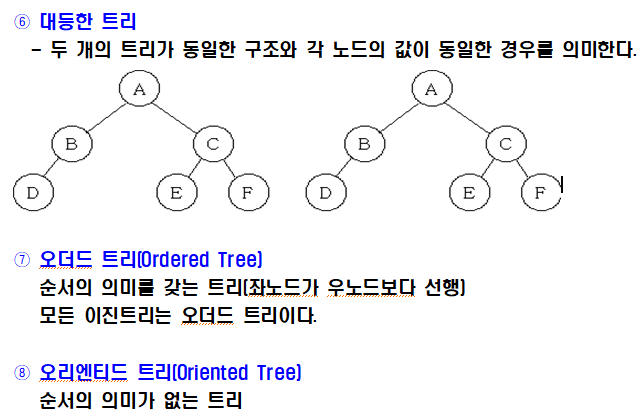 ⑥ 대등한 트리
- 두 개의 트리가 동일한 구조와 각 노드의 값이 동일한 경우를 의미한다.
A A
B C B C
D E F D E F
⑦ 오더드 트리(Ordered Tree)
순서의 의미를 갖는 트리(좌노드가 우노드보다 선행)
모든 이진트리는 오더드 트리이다.
⑧ 오리엔티드 트리(Oriented Tree)
순서의 의미가 없는 트리